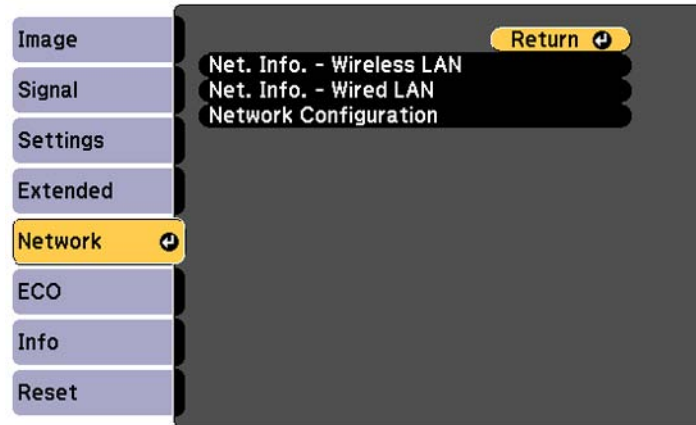 Image
Signal
Settings
Extended
Network
ECO
Info
Reset
Return
Net. Info. - Wireless LAN
Net. Info. - Wired LAN
Network Configuration